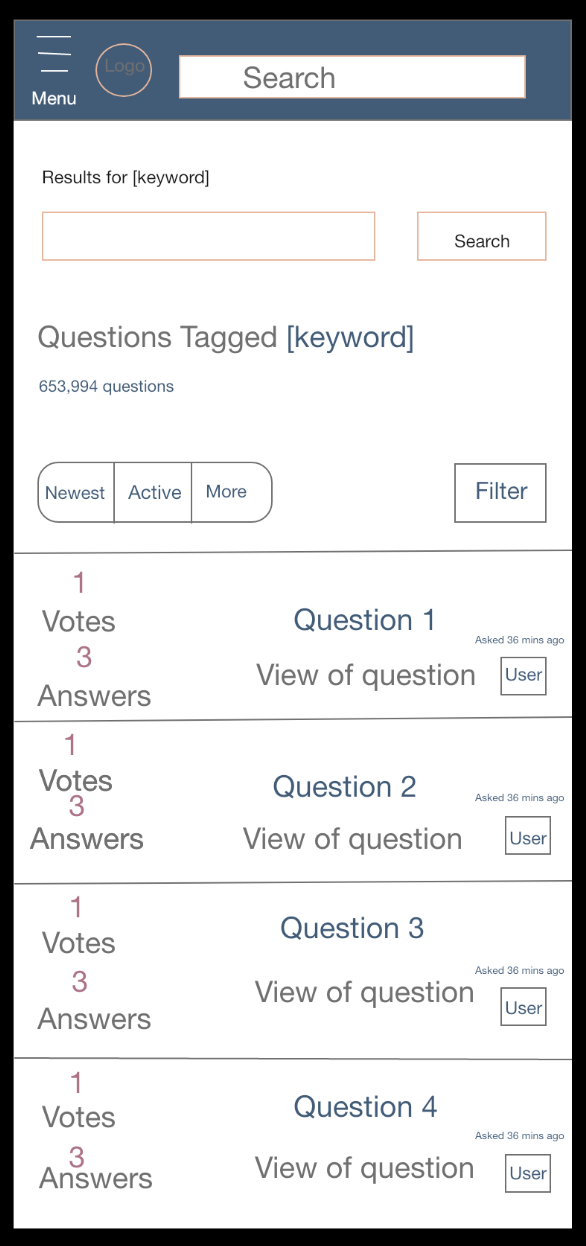 Logo
Search
Menu
Results for [keyword]
Search
Questions Tagged [keyword]
653,994 questions
Newest Active More
Filter
1
Votes
3
Answers
Question 1
Asked 36 mins ago
View of question
User
1
Votes
3
Answers
Question 2
Asked 36 mins ago
View of question
User
1
Votes
3
Answers
Question 3
Asked 36 mins ago
View of question
User
1
Votes
3
Answers
Question 4
Asked 36 mins ago
View of question
User